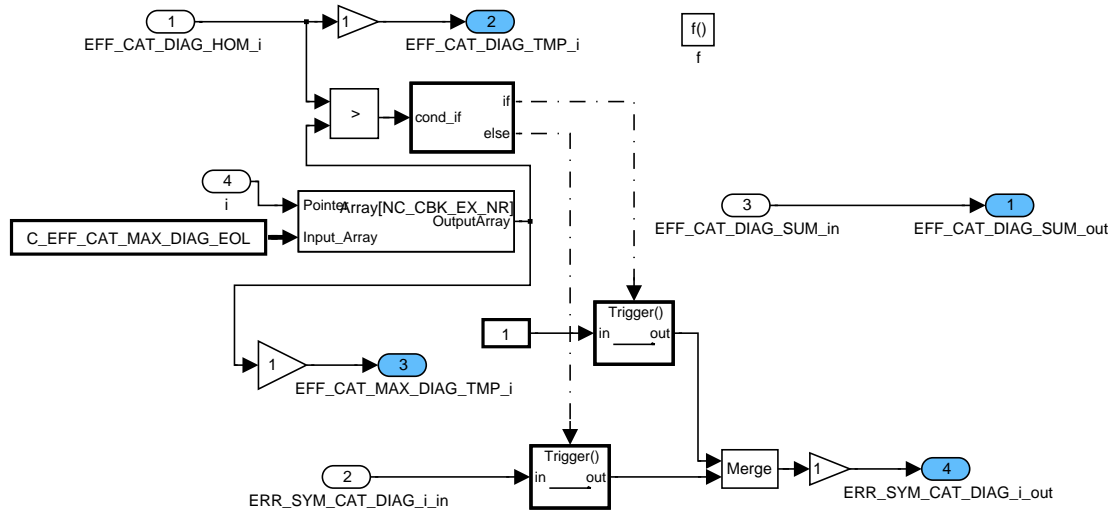 1
EFF_CAT_DIAG_HOM_i
1
2
EFF_CAT_DIAG_TMP_i
f()
f
>
cond_if
if
else
4
i
Pointer
Array[NC_CBK_EX_NR]
OutputArray
Input_Array
C_EFF_CAT_MAX_DIAG_EOL
3
EFF_CAT_DIAG_SUM_in
1
EFF_CAT_DIAG_SUM_out
1
Trigger()
in
out
1
3
EFF_CAT_MAX_DIAG_TMP_i
2
ERR_SYM_CAT_DIAG_i_in
Trigger()
in
out
Merge
1
4
ERR_SYM_CAT_DIAG_i_out